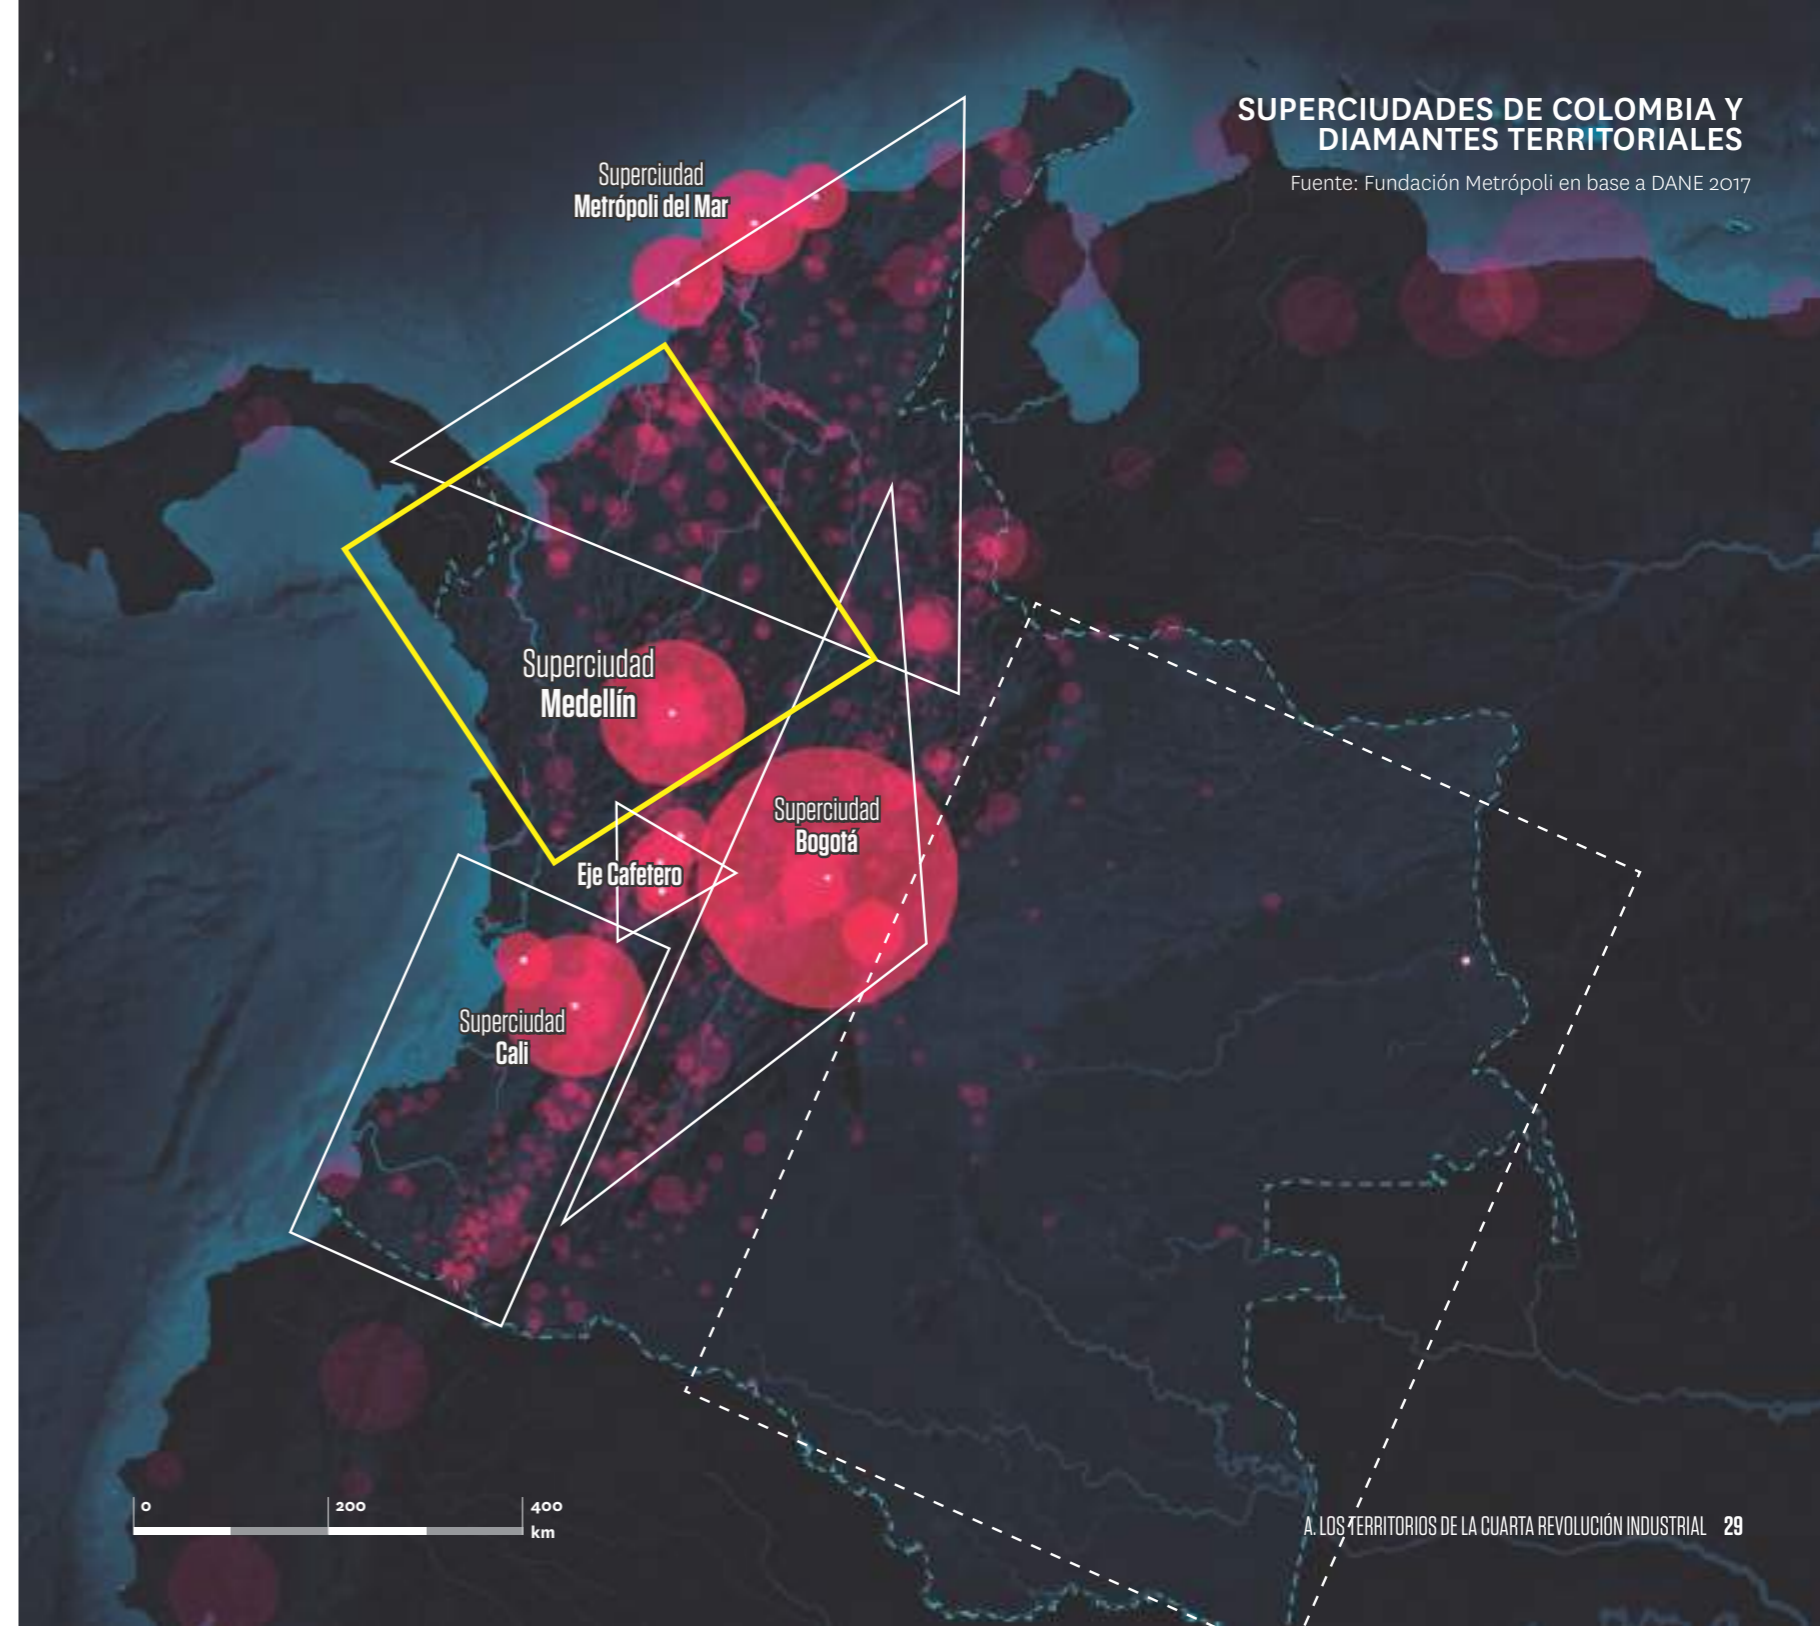 SUPERCIUDADES DE COLOMBIA Y
DIAMANTES TERRITORIALES
Fuente: Fundación Metrópoli en base a DANE 2017
Superciudad
Metrópoli del Mar
Superciudad
Medellín
Superciudad
Bogotá
Eje Cafetero
Superciudad
Cali
0 200 400
km
A. LOS TERRITORIOS DE LA CUARTA REVOLUCIÓN INDUSTRIAL 29